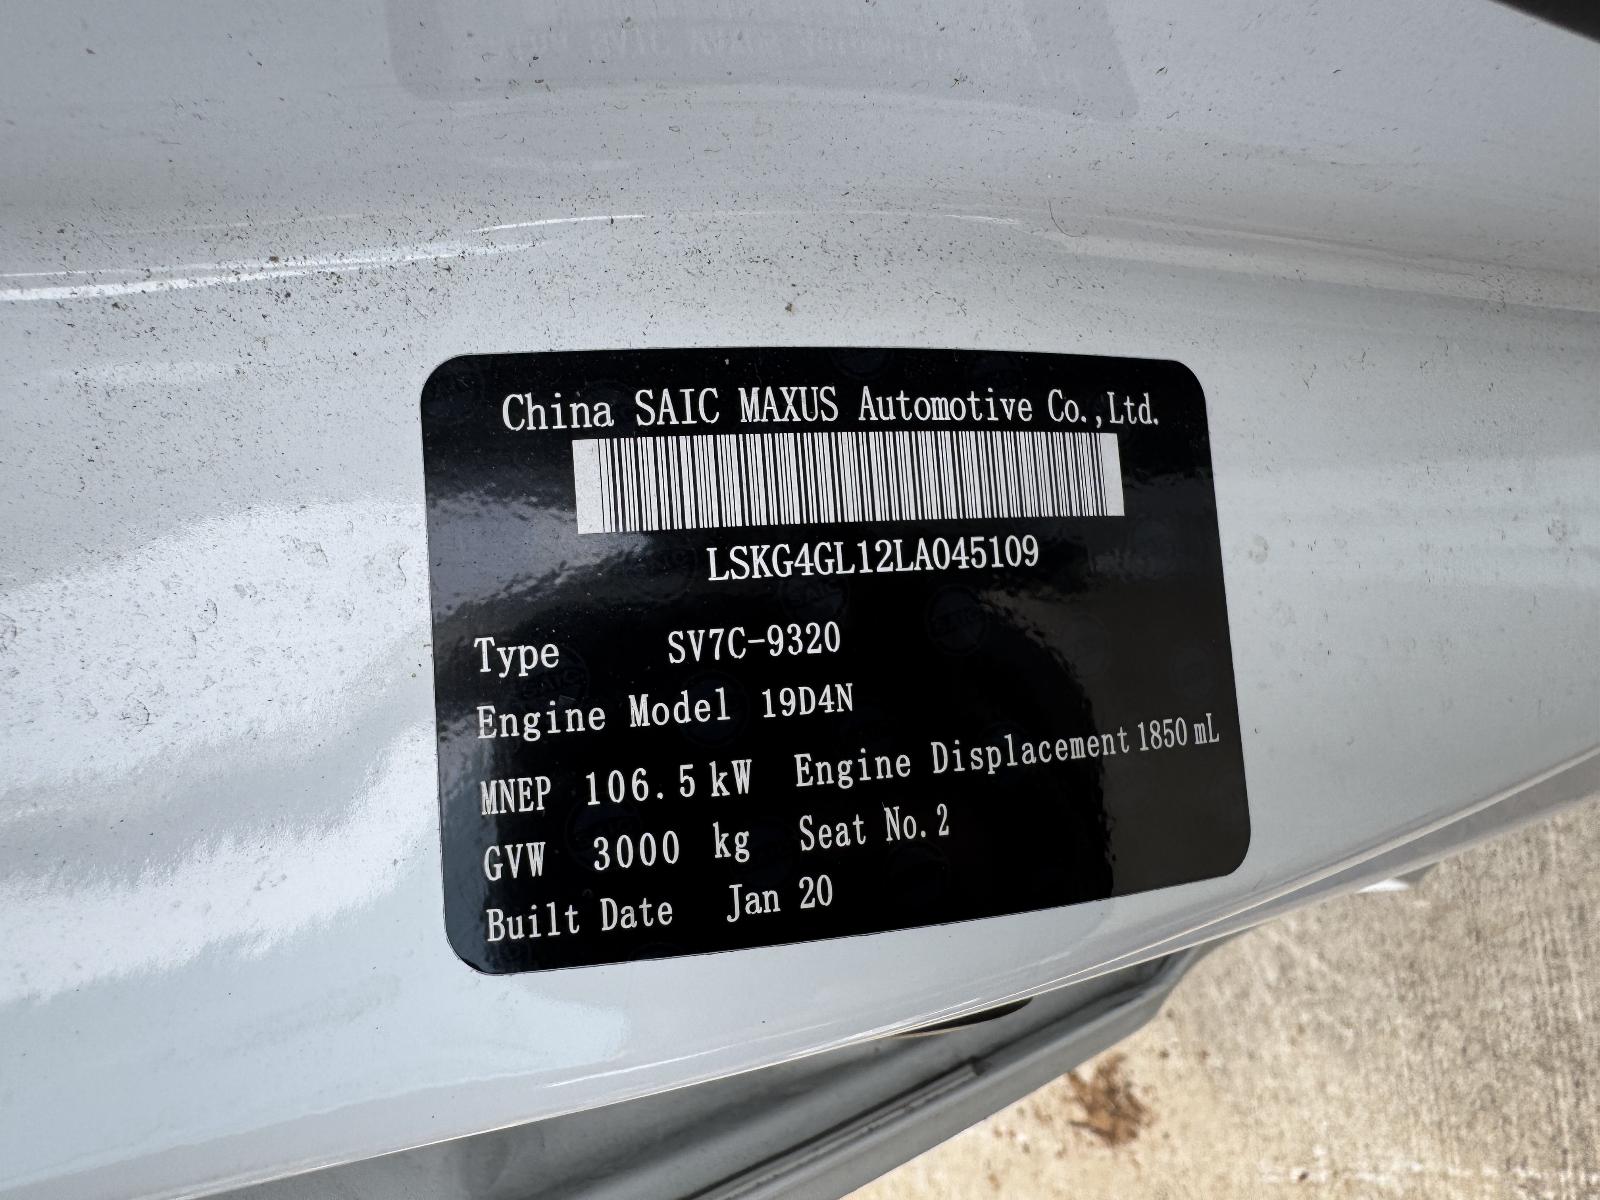 China SAIC MAXUS Automotive Co.,Ltd.
LSKG4GL12LA045109
Type SV7C-9320
Engine Model 19D4N
MNEP 106.5 kW Engine Displacement 1850 mL
GVW 3000 kg Seat No. 2
Built Date Jan 20